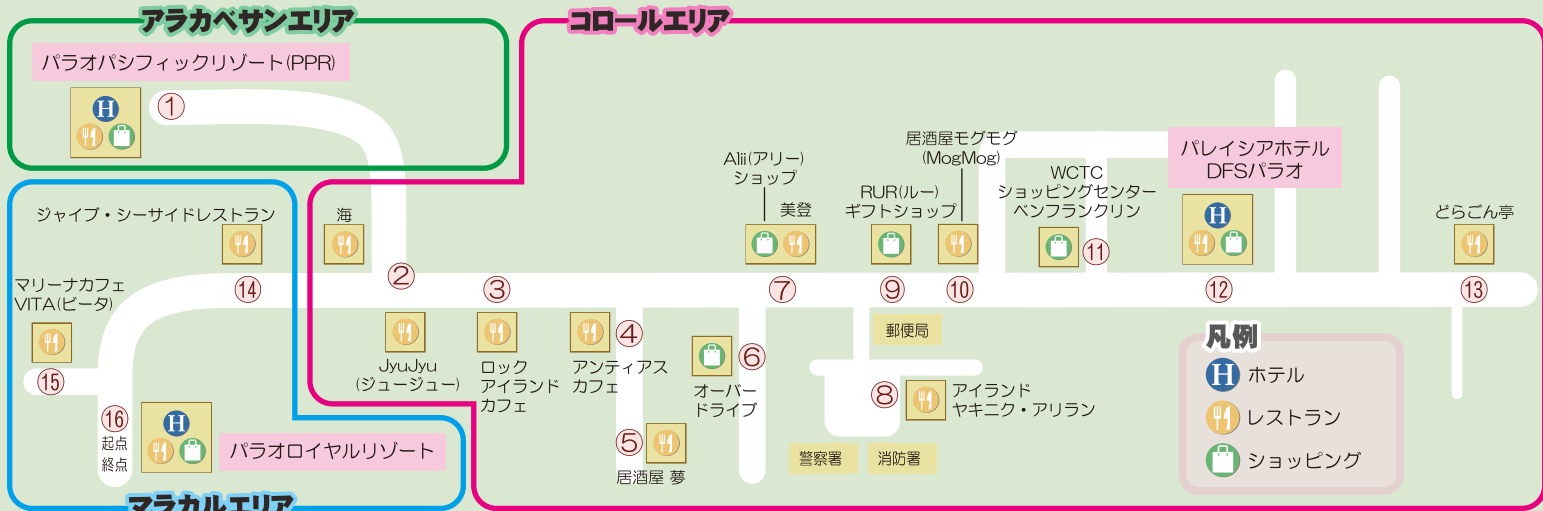 アラカベサンエリア
コロールエリア
パラオパシフィックリゾート(PPR)
H
①
ジャイブ・シーサイドレストラン
海
マリーナカフェ
VITA(ビータ)
⑭
⑮
⑯
起点
終点
H
パラオロイヤルリゾート
マラカルエリア
②
JyuJyu
(ジュージュー)
③
ロック
アイランド
カフェ
④
アンティアス
カフェ
⑤
居酒屋 夢
⑥
オーバー
ドライブ
Alii(アリー)
ショップ
美登
⑦
RUR(ルー)
ギフトショップ
⑨
居酒屋モグモグ
(MogMog)
⑩
WCTC
ショッピングセンター
ベンフランクリン
⑪
パレイシアホテル
DFSパラオ
H
⑫
どらごん亭
⑬
郵便局
⑧
アイランド
ヤキニク・アリラン
警察署
消防署
凡例
H ホテル
レストラン
ショッピング